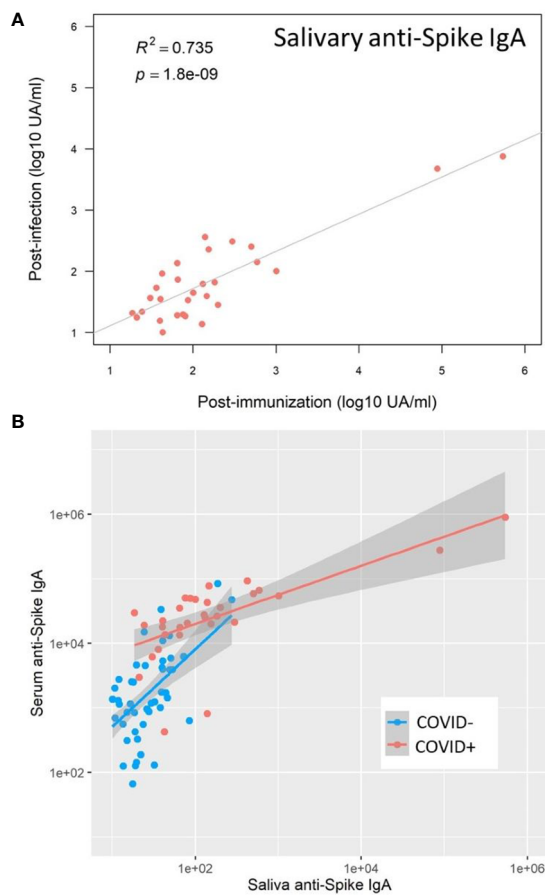 A
Salivary anti-Spike IgA
R² = 0.735
p = 1.8e-09
6
5
4
3
2
1
Post-infection (log10 UA/ml)
1 2 3 4 5 6
Post-immunization (log10 UA/ml)
B
1e+06
1e+04
1e+02
Serum anti-Spike IgA
COVID-
COVID+
1e+02 1e+04 1e+06
Saliva anti-Spike IgA